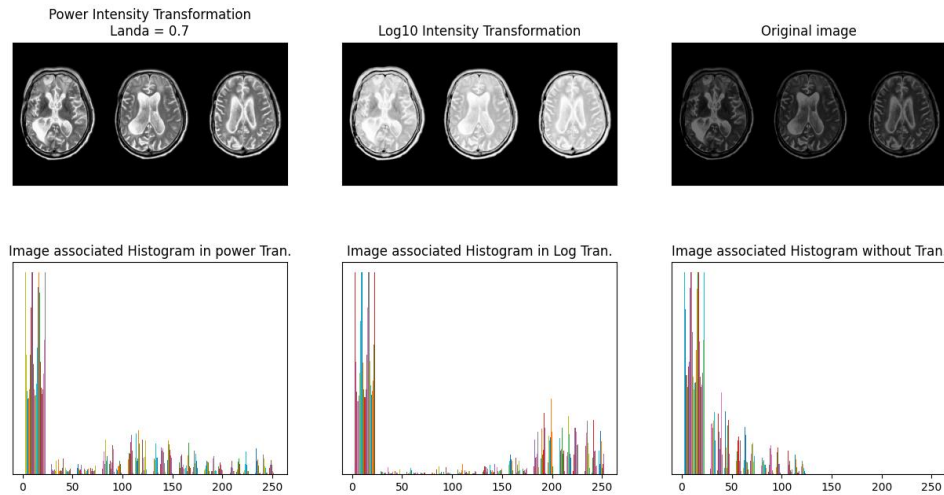 Power Intensity Transformation
Landa = 0.7
Log10 Intensity Transformation
Original image
Image associated Histogram in power Tran.
Image associated Histogram in Log Tran.
Image associated Histogram without Tran.
0 50 100 150 200 250
0 50 100 150 200 250
0 50 100 150 200 250